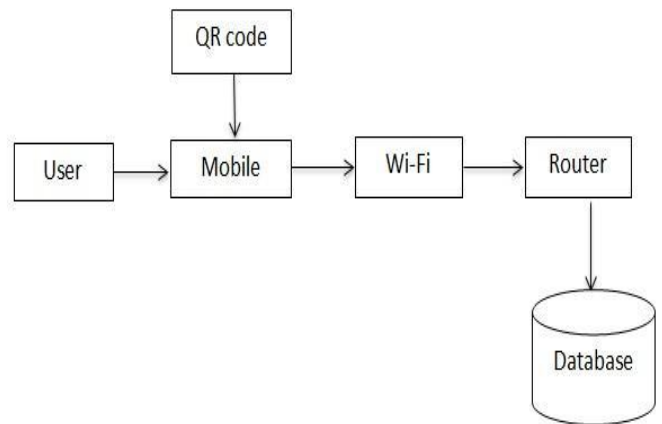 QR code
User
Mobile
Wi-Fi
Router
Database